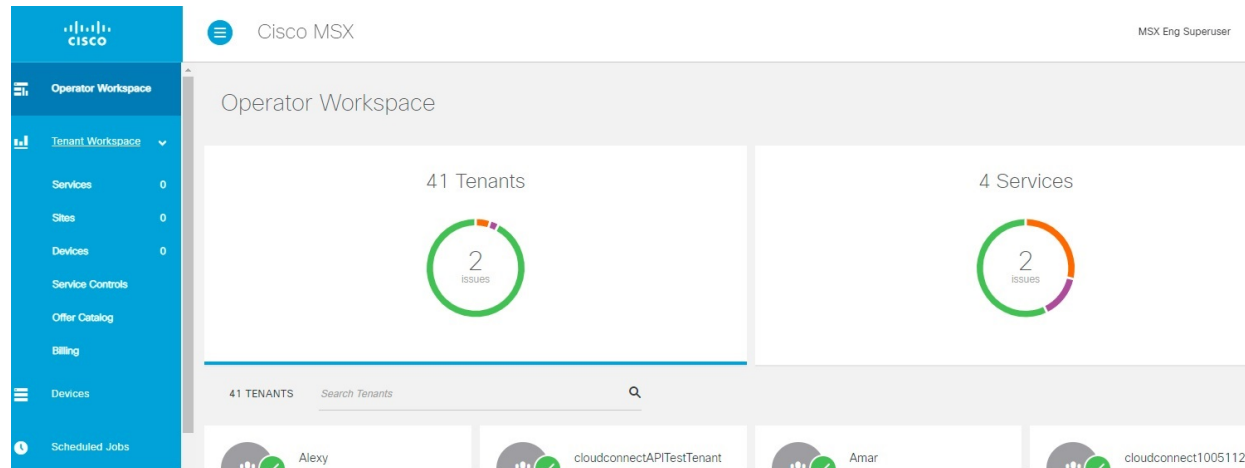 CISCO
Cisco MSX
MSX Eng Superuser
Operator Workspace
Tenant Workspace
Services 0
Sites 0
Devices 0
Service Controls
Offer Catalog
Billing
Devices
Scheduled Jobs
Operator Workspace
41 Tenants
2
issues
4 Services
2
issues
41 TENANTS Search Tenants
Alexy
cloudconnectAPITestTenant
Amar
cloudconnect1005112